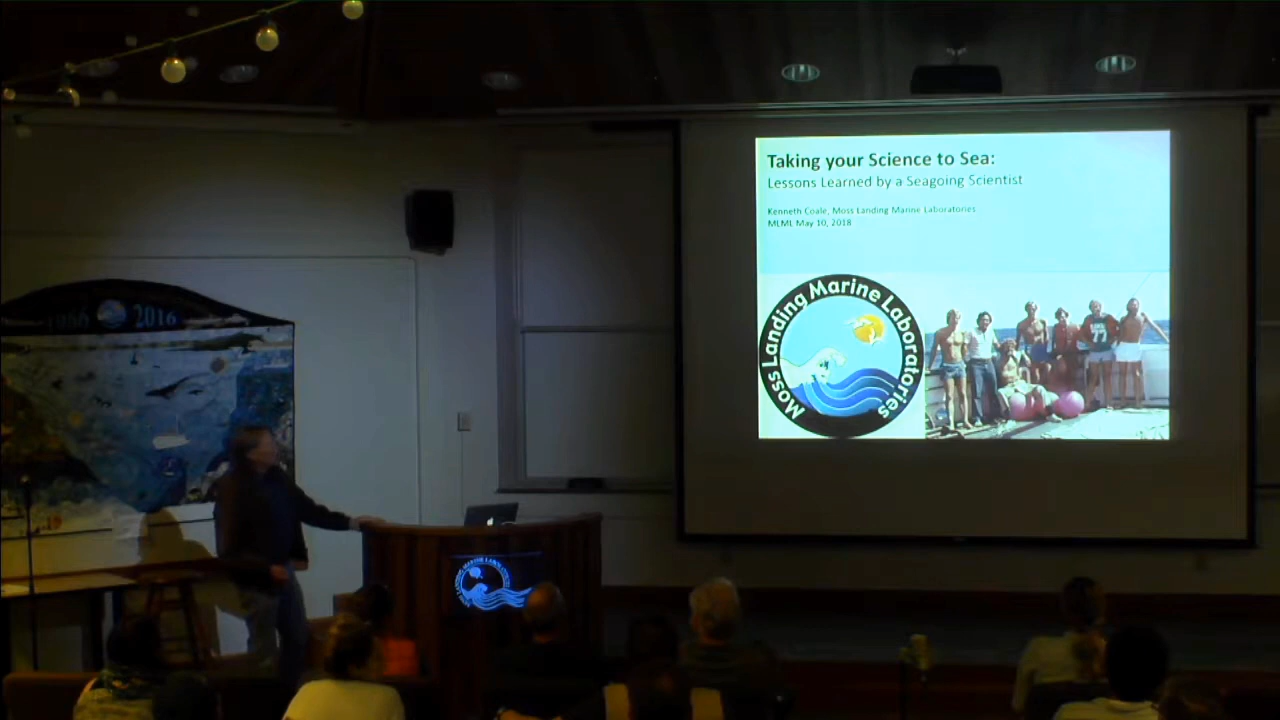 Taking your Science to Sea:
Lessons Learned by a Seagoing Scientist
Kenneth Coale, Moss Landing Marine Laboratories
MLML May 10, 2018
Moss Landing Marine Laboratories
77
2016